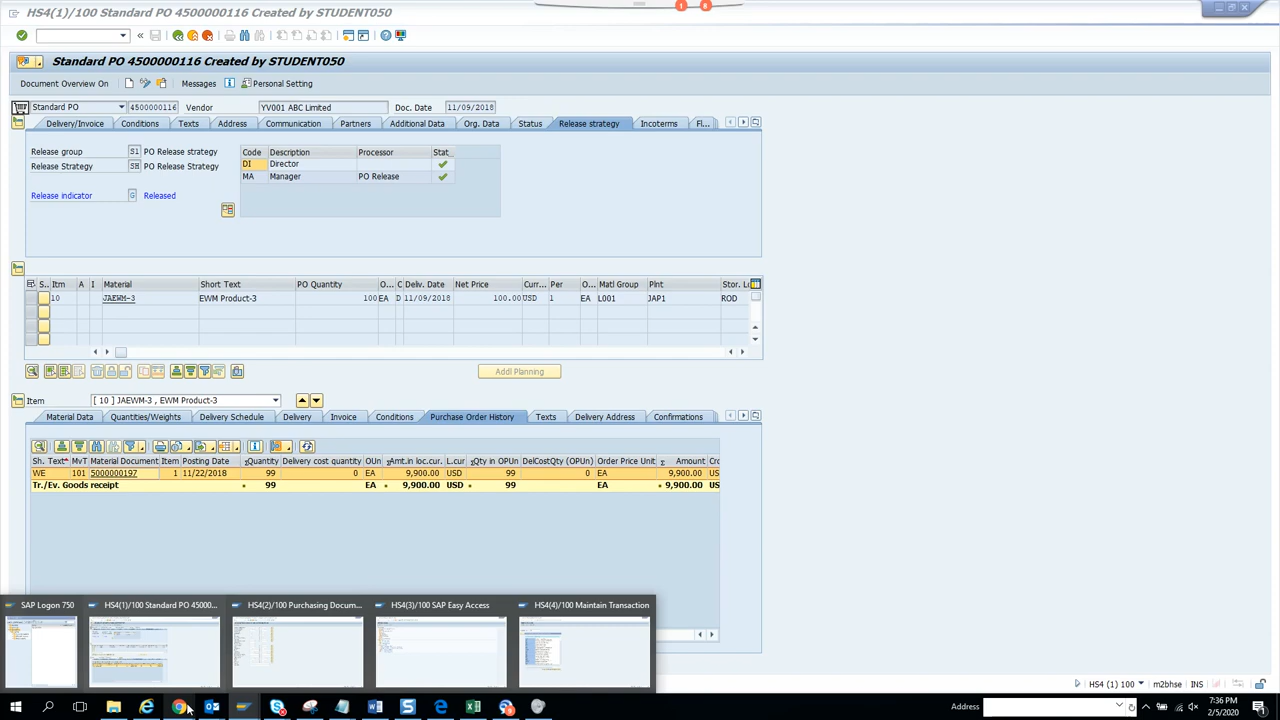 HS4(1)/100 Standard PO 4500000116 Created by STUDENT050
1 8
Standard PO 4500000116 Created by STUDENT050
Document Overview On Messages Personal Setting
Standard PO 4500000116 Vendor YV001 ABC Limited Doc. Date 11/09/2018
Delivery/Invoice Conditions Texts Address Communication Partners Additional Data Org. Data Status Release strategy Incoterms Fl...
Release group S1 PO Release strategy Code Description Processor Stat
Release Strategy SH PO Release Strategy DI Director
MA Manager PO Release
Release indicator G Released
S... Itm A I Material Short Text PO Quantity O... C Deliv. Date Net Price Curr... Per O... Matl Group Plnt Stor. Lo
10 JAEWM-3 EWM Product-3 100 EA D 11/09/2018 100.00 USD 1 EA L001 JAP1 ROD
Addl Planning
Item [ 10 ] JAEWM-3 , EWM Product-3
Material Data Quantities/Weights Delivery Schedule Delivery Invoice Conditions Purchase Order History Texts Delivery Address Confirmations
Sh. Text MvT Material Document Item Posting Date ΣQuantity Delivery cost quantity OUn ΣAmt.in loc.cur. L.cur ΣQty in OPUn DelCostQty (OPUn) Order Price Unit Σ Amount Cro
WE 101 5000000197 1 11/22/2018 99 0 EA 9,900.00 USD 99 0 EA 9,900.00 US
Tr./Ev. Goods receipt 99 EA 9,900.00 USD 99 EA 9,900.00 US
SAP Logon 750 HS4(1)/100 Standard PO 45000... HS4(2)/100 Purchasing Docum... HS4(3)/100 SAP Easy Access HS4(4)/100 Maintain Transaction
HS4 (1) 100 m2bhse INS
Address 7:36 PM
2/5/2020